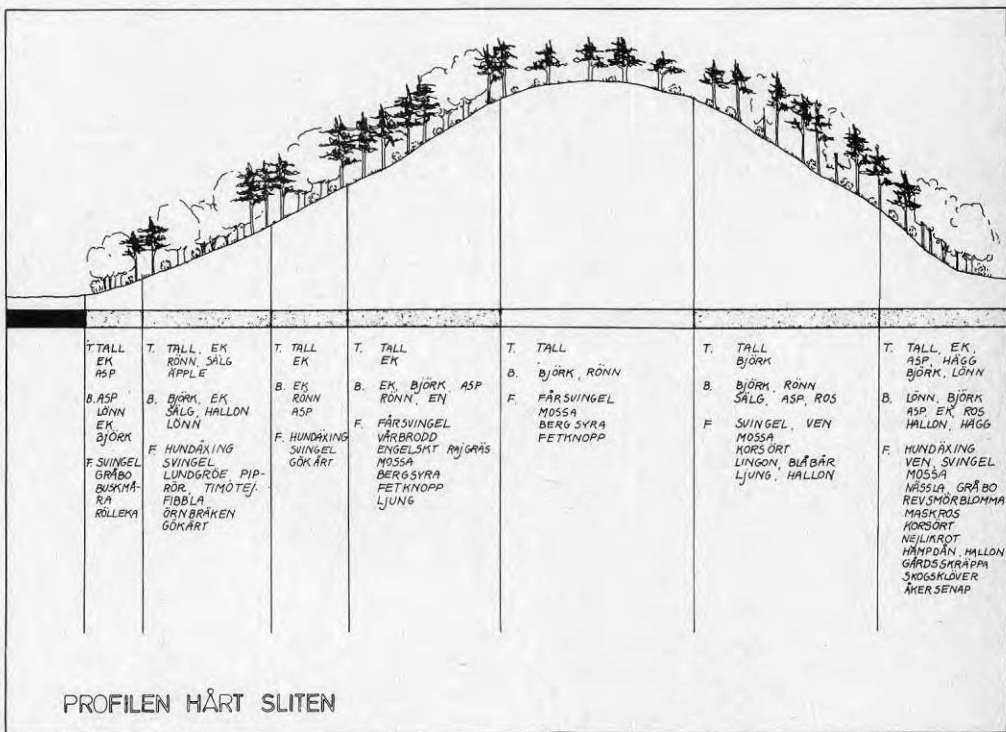 T. TALL
EK
ASP
B. ASP
LÖNN
EK
BJÖRK
F. SVINGEL
GRÅBO
BUSKMÅ-
RA
RÖLLEKA
T. TALL, EK
RÖNN, SÄLG
ÄPPLE
B. BJÖRK, EK
SÄLG, HALLON
LÖNN
F. HUNDÄXING
SVINGEL
LUNDGRÖE, PIP-
RÖR, TIMOTEJ-
FIBBLA
ÖRNBRÄKEN
GÖKÄRT
T. TALL
EK
B. EK
RÖNN
ASP
F. HUNDÄXING
SVINGEL
GÖKÄRT
T. TALL
EK
B. EK, BJÖRK, ASP
RÖNN, EN
F. FÅRSVINGEL
VÅRBRODD
ENGELSKT RAJGRÄS
MOSSA
BERGSYRA
FETKNOPP
LJUNG
T. TALL
B. BJÖRK, RÖNN
F. FÅRSVINGEL
MOSSA
BERGSYRA
FETKNOPP
T. TALL
BJÖRK
B. BJÖRK, RÖNN
SÄLG, ASP, ROS
F SVINGEL, VEN
MOSSA
KORSÖRT
LINGON, BLÅBÄR
LJUNG, HALLON
T. TALL, EK,
ASP, HÄGG
BJÖRK, LÖNN
B. LÖNN, BJÖRK
ASP, EK, ROS
HALLON, HÄGG
F. HUNDÄXING
VEN, SVINGEL
MOSSA
NÄSSLA, GRÅBO
REVSMÖRBLOMMA
MASKROS
KORSÖRT
NEJLIKROT
HAMPDÅN, HALLON
GÅRDSSKRÄPPA
SKOGSKLÖVER
ÅKERSENAP
PROFILEN HÅRT SLITEN